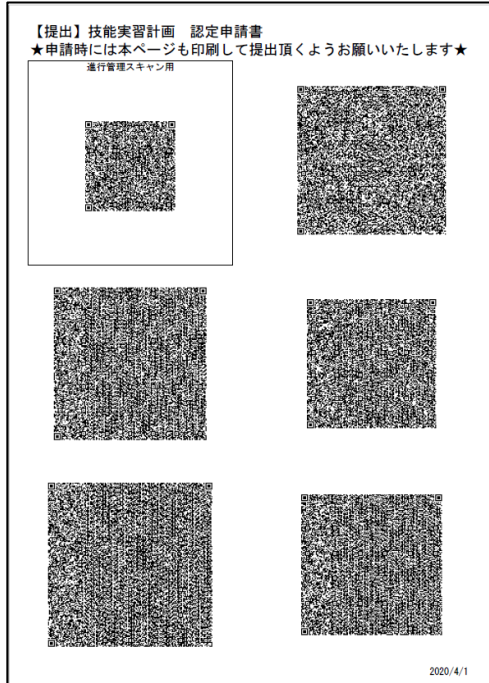 【提出】技能実習計画　認定申請書
★申請時には本ページも印刷して提出頂くようお願いいたします★
進行管理スキャン用
2020/4/1